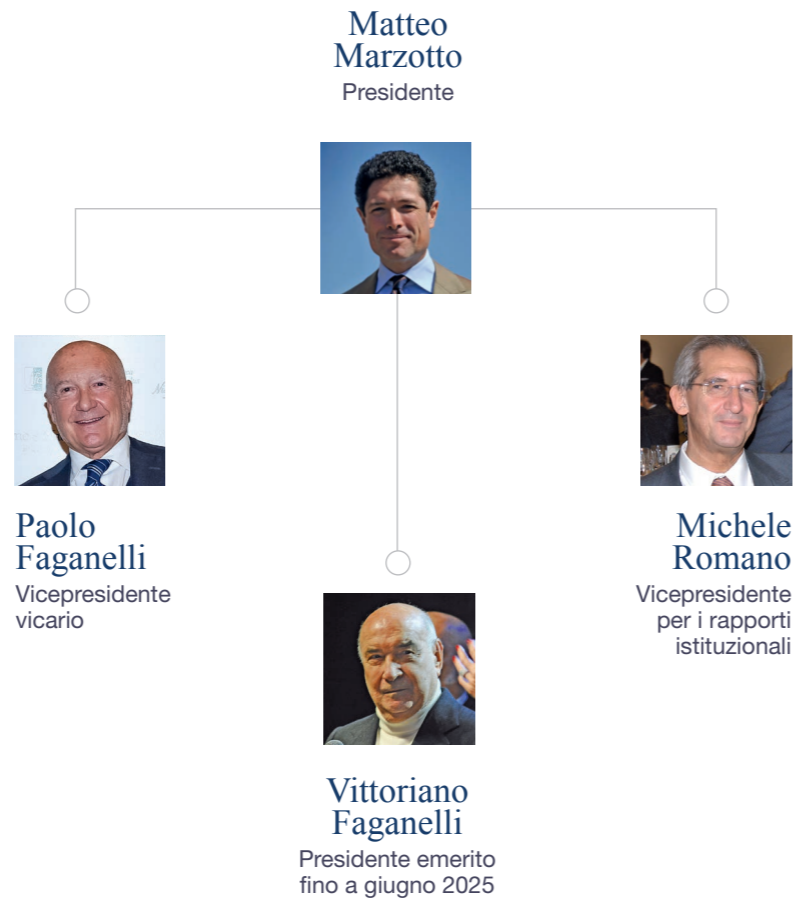 Matteo
Marzotto
Presidente
Paolo
Faganelli
Vicepresidente
vicario
Michele
Romano
Vicepresidente
per i rapporti
istituzionali
Vittoriano
Faganelli
Presidente emerito
fino a giugno 2025